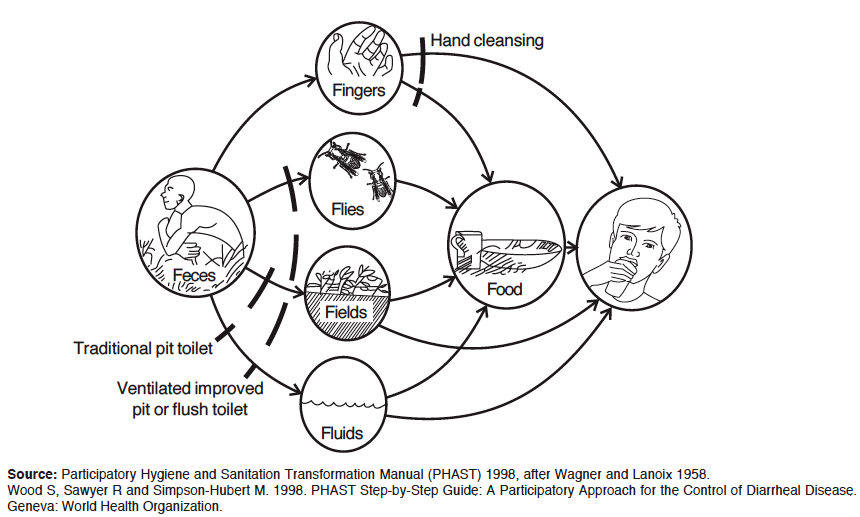 Hand cleansing
Fingers
Flies
Feces
Food
Fields
Traditional pit toilet
Ventilated improved
pit or flush toilet
Fluids
Source: Participatory Hygiene and Sanitation Transformation Manual (PHAST) 1998, after Wagner and Lanoix 1958.
Wood S, Sawyer R and Simpson-Hubert M. 1998. PHAST Step-by-Step Guide: A Participatory Approach for the Control of Diarrheal Disease.
Geneva: World Health Organization.